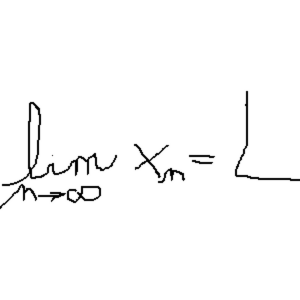 lim x_n = L
n→∞